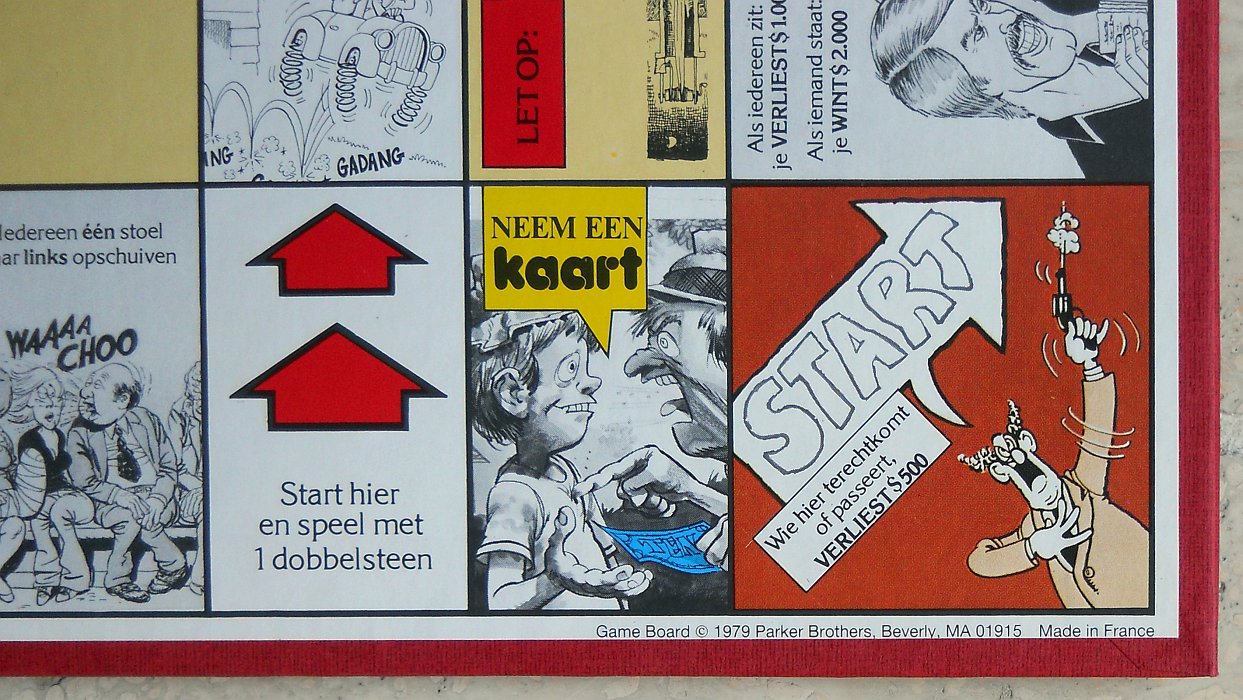 ING
GADANG
LET OP:
Als iedereen zit:
je VERLIEST $ 1.00
Als iemand staat:
je WINT $ 2.000
Iedereen één stoel
ar links opschuiven
WAAAA
CHOO
Start hier
en speel met
1 dobbelsteen
NEEM EEN
kaart
START
Wie hier terechtkomt
of passeert,
VERLIEST $ 500
Game Board © 1979 Parker Brothers, Beverly, MA 01915 Made in France